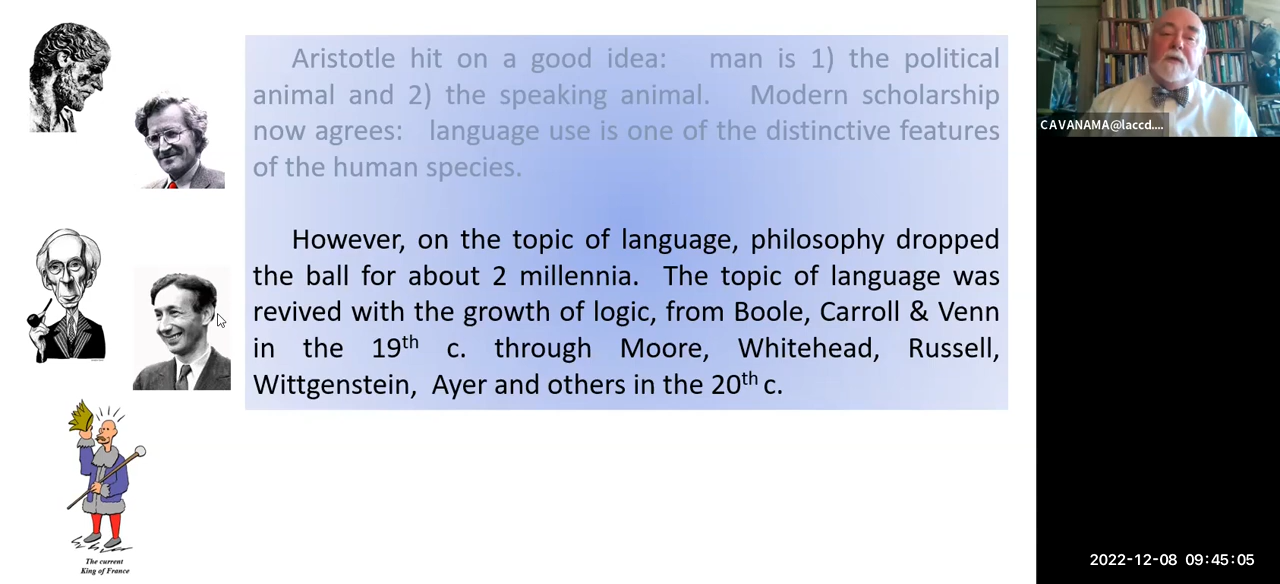 Aristotle hit on a good idea: man is 1) the political
animal and 2) the speaking animal. Modern scholarship
now agrees: language use is one of the distinctive features
of the human species.
However, on the topic of language, philosophy dropped
the ball for about 2 millennia. The topic of language was
revived with the growth of logic, from Boole, Carroll & Venn
in the 19th c. through Moore, Whitehead, Russell,
Wittgenstein, Ayer and others in the 20th c.
The current
King of France
CAVANAMA@laccd....
2022-12-08 09:45:05